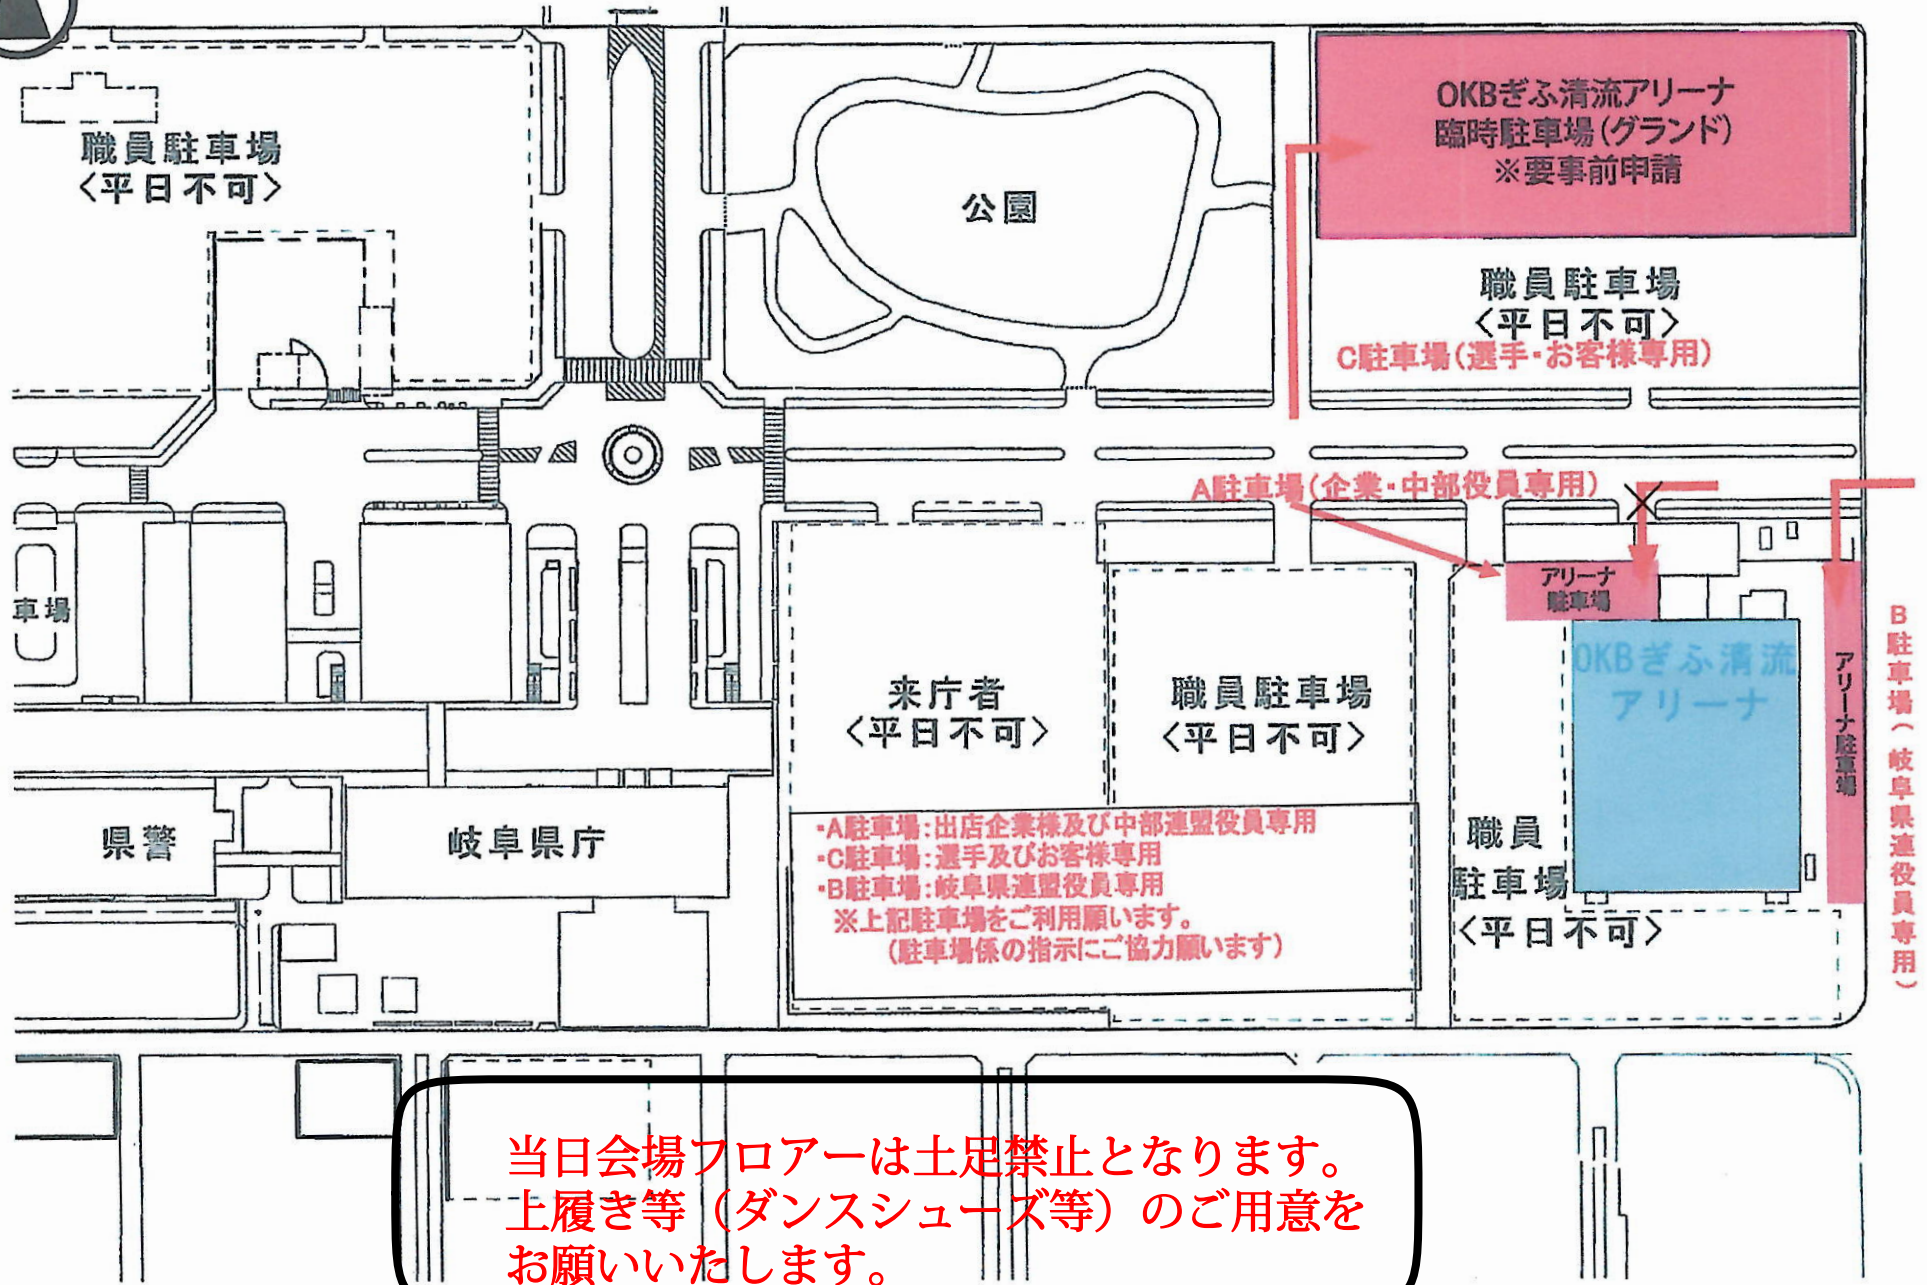 職員駐車場
〈平日不可〉
公園
OKBぎふ清流アリーナ
臨時駐車場(グランド)
※要事前申請
職員駐車場
〈平日不可〉
C駐車場(選手・お客様専用)
A駐車場(企業・中部役員専用)
アリーナ
駐車場
OKBぎふ清流
アリーナ
アリーナ駐車場
B駐車場(岐阜県連役員専用)
車場
来庁者
〈平日不可〉
職員駐車場
〈平日不可〉
職員
駐車場
〈平日不可〉
県警
岐阜県庁
・A駐車場:出店企業様及び中部連盟役員専用
・C駐車場:選手及びお客様専用
・B駐車場:岐阜県連盟役員専用
※上記駐車場をご利用願います。
(駐車場係の指示にご協力願います)
当日会場フロアーは土足禁止となります。
上履き等（ダンスシューズ等）のご用意を
お願いいたします。